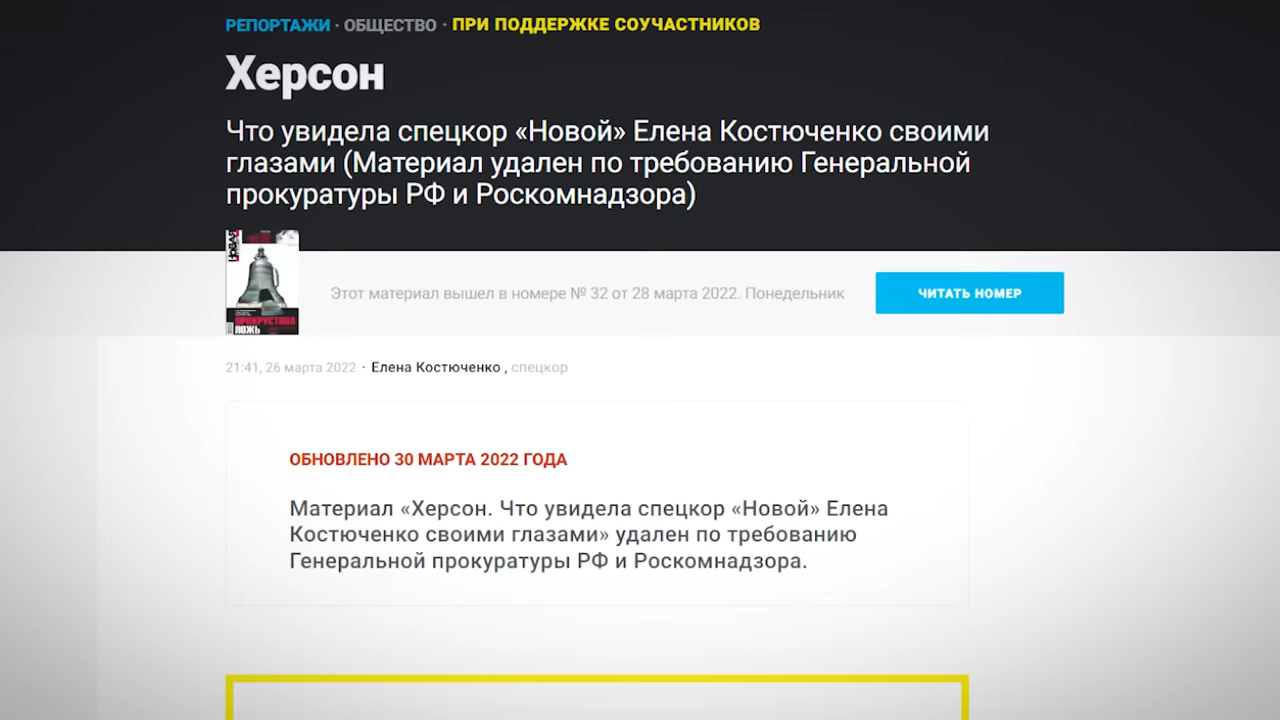 РЕПОРТАЖИ · ОБЩЕСТВО · ПРИ ПОДДЕРЖКЕ СОУЧАСТНИКОВ
Херсон
Что увидела спецкор «Новой» Елена Костюченко своими
глазами (Материал удален по требованию Генеральной
прокуратуры РФ и Роскомнадзора)
НОВАЯ
ПРОКРУСТОВА
ЛОЖЬ
Этот материал вышел в номере № 32 от 28 марта 2022. Понедельник
ЧИТАТЬ НОМЕР
21:41, 26 марта 2022 · Елена Костюченко , спецкор
ОБНОВЛЕНО 30 МАРТА 2022 ГОДА
Материал «Херсон. Что увидела спецкор «Новой» Елена
Костюченко своими глазами» удален по требованию
Генеральной прокуратуры РФ и Роскомнадзора.